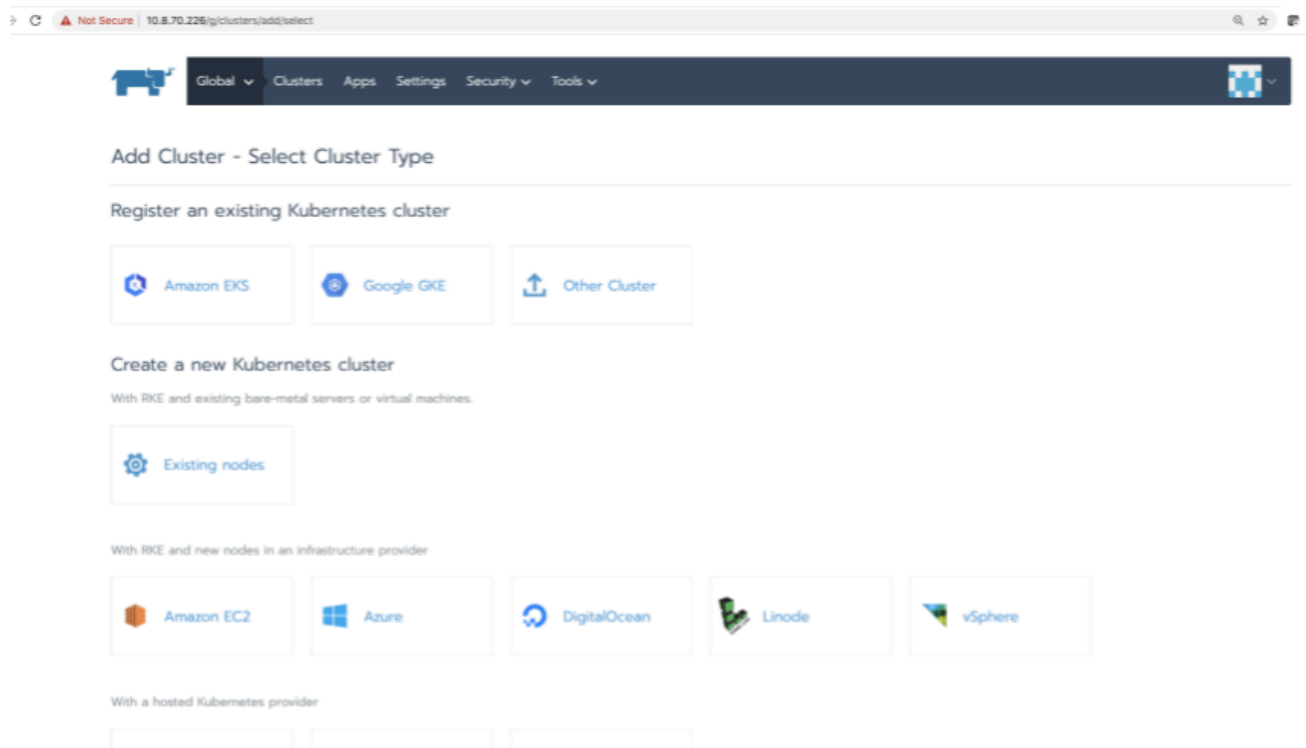 Not Secure 10.8.70.226/g/clusters/add/select
Global Clusters Apps Settings Security Tools
Add Cluster - Select Cluster Type
Register an existing Kubernetes cluster
Amazon EKS Google GKE Other Cluster
Create a new Kubernetes cluster
With RKE and existing bare-metal servers or virtual machines.
Existing nodes
With RKE and new nodes in an infrastructure provider
Amazon EC2 Azure DigitalOcean Linode vSphere
With a hosted Kubernetes provider